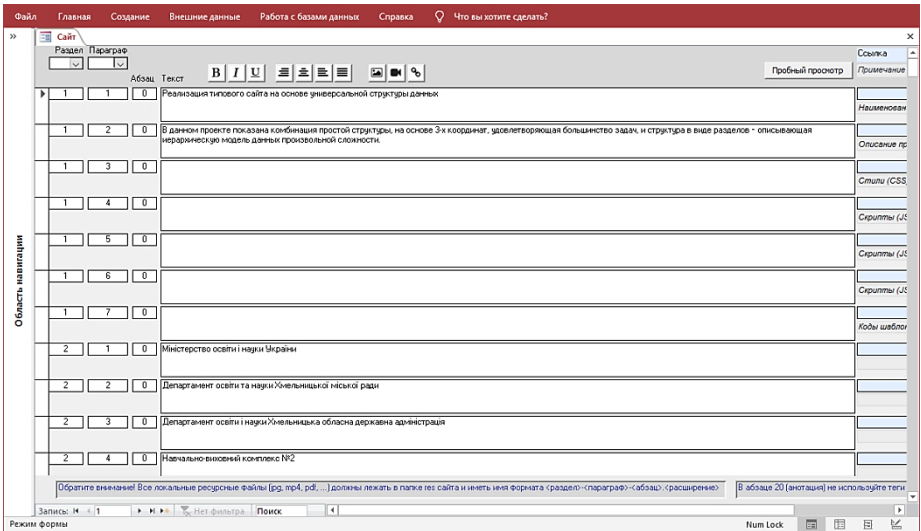 Файл Главная Создание Внешние данные Работа с базами данных Справка Что вы хотите сделать?
» Сайт ×
Раздел Параграф Ссылка
Абзац Текст B I U Пробный просмотр Примечание
1 1 0 Реализация типового сайта на основе универсальной структуры данных
Наименован
1 2 0 В данном проекте показана комбинация простой структуры, на основе 3-х координат, удовлетворяющая большинство задач, и структура в виде разделов - описывающая
иерархическую модель данных произвольной сложности.
Описание пр
1 3 0
Стили (CSS)
1 4 0
Скрипты (JS
1 5 0
Скрипты (JS
1 6 0
Скрипты (JS
1 7 0
Коды шаблон
2 1 0 Міністерство освіти і науки України
2 2 0 Департамент освіти та науки Хмельницької міської ради
2 3 0 Департамент освіти і науки Хмельницька обласна державна адміністрація
2 4 0 Навчально-виховний комплекс №2
Область навигации
Обратите внимание! Все локальные ресурсные файлы (jpg, mp4, pdf, ...) должны лежать в папке res сайта и иметь имя формата <раздел>-<параграф>-<абзац>.<расширение> В абзаце 20 (анотация) не используйте теги
Запись: 1 Нет фильтра Поиск
Режим формы Num Lock